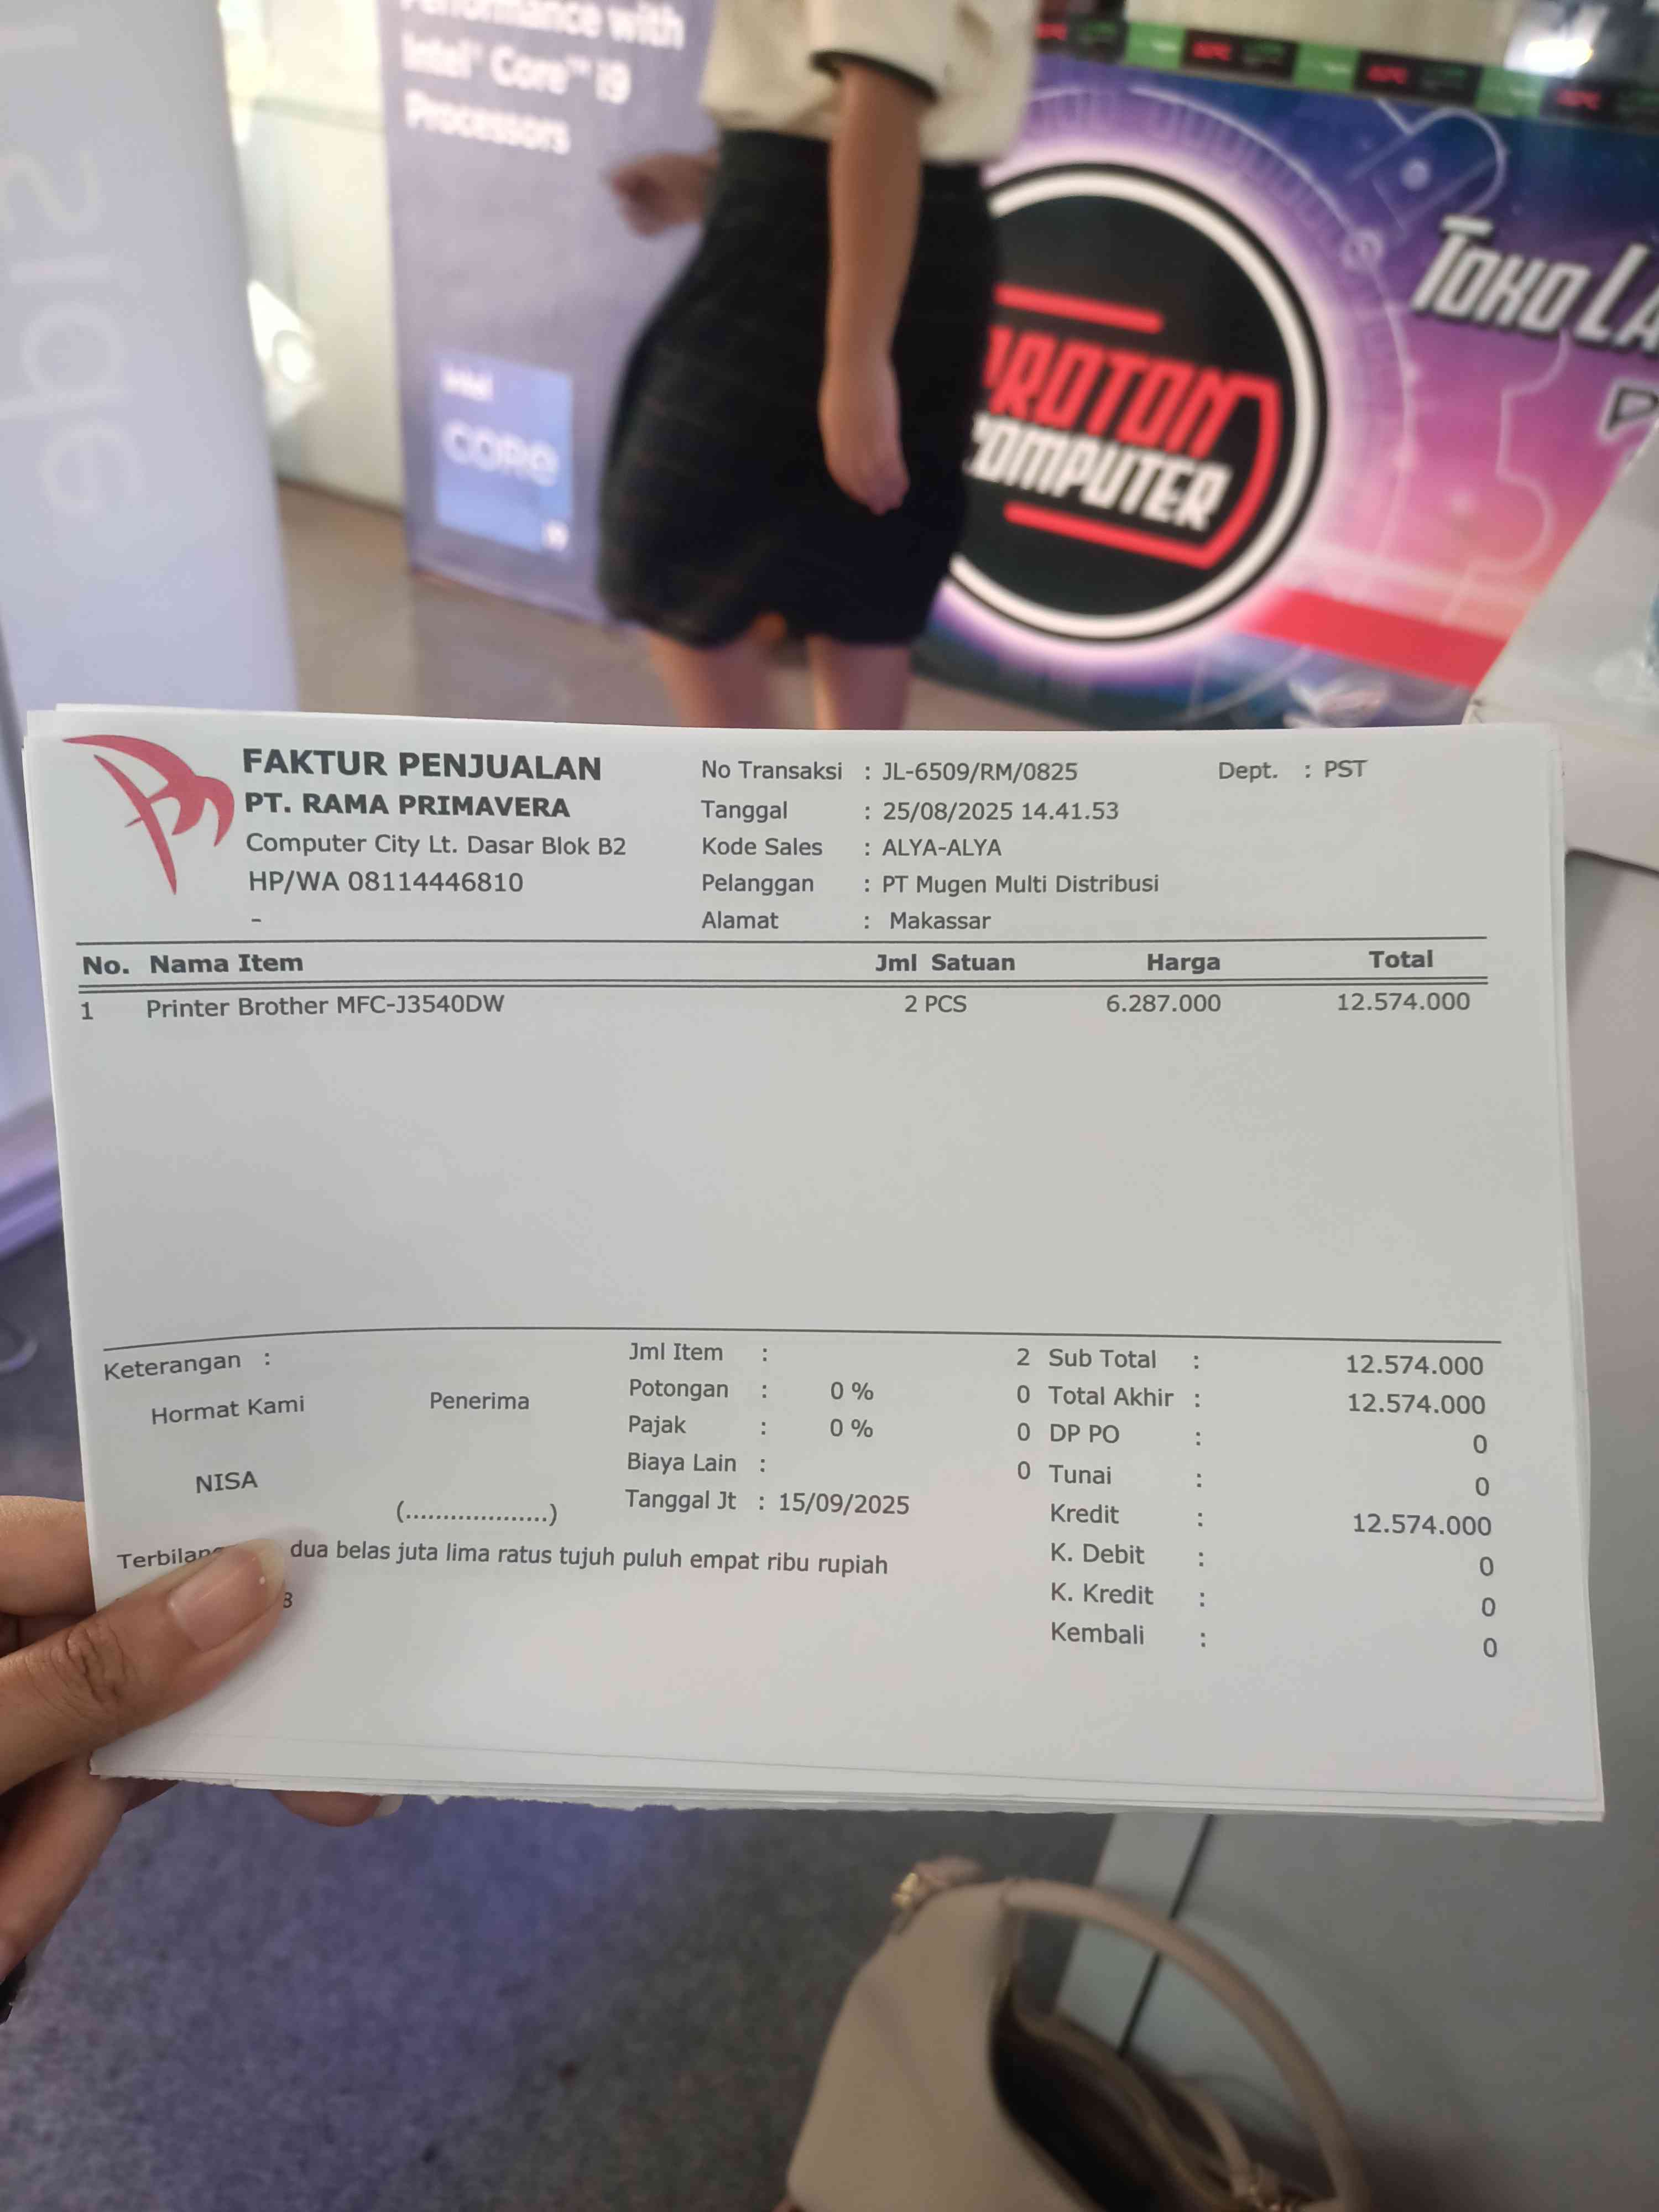 Performance with
Intel® Core™ i9
Processors
intel
CORe
i9
TOKO
COMPUTER
FAKTUR PENJUALAN
PT. RAMA PRIMAVERA
Computer City Lt. Dasar Blok B2
HP/WA 08114446810
-
No Transaksi : JL-6509/RM/0825 Dept. : PST
Tanggal : 25/08/2025 14.41.53
Kode Sales : ALYA-ALYA
Pelanggan : PT Mugen Multi Distribusi
Alamat : Makassar
No. Nama Item Jml Satuan Harga Total
1 Printer Brother MFC-J3540DW 2 PCS 6.287.000 12.574.000
Keterangan :
Hormat Kami Penerima
NISA
(...................)
Jml Item : 2
Potongan : 0 % 0
Pajak : 0 % 0
Biaya Lain : 0
Tanggal Jt : 15/09/2025
Sub Total : 12.574.000
Total Akhir : 12.574.000
DP PO : 0
Tunai : 0
Kredit : 12.574.000
K. Debit : 0
K. Kredit : 0
Kembali : 0
dua belas juta lima ratus tujuh puluh empat ribu rupiah